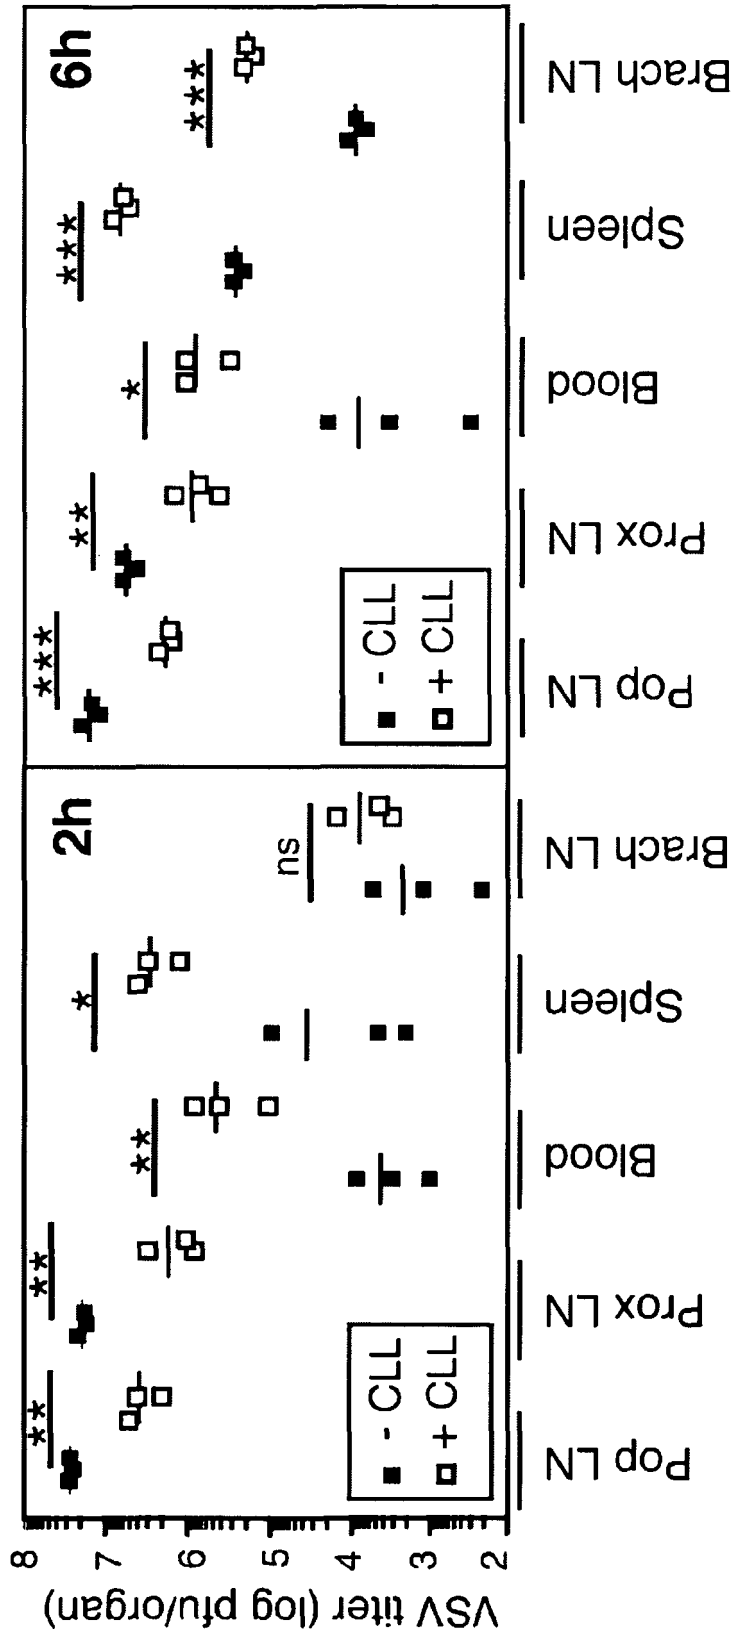 VSV titer (log pfu/organ)
8
7
6
5
4
3
2
2h
**
**
**
*
ns
- CLL
+ CLL
Pop LN
Prox LN
Blood
Spleen
Brach LN
6h
***
**
*
***
***
- CLL
+ CLL
Pop LN
Prox LN
Blood
Spleen
Brach LN